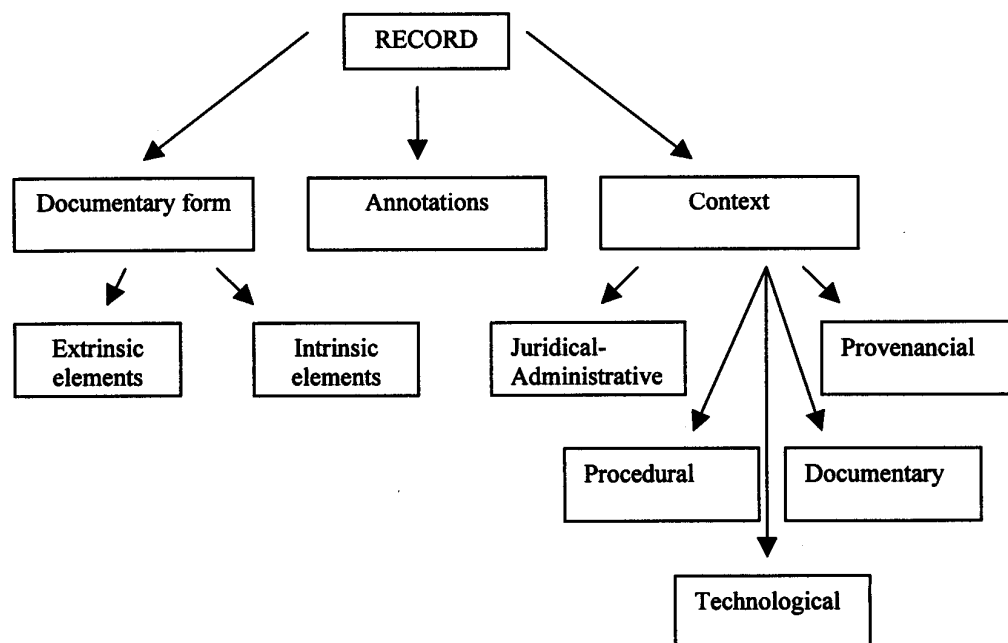 RECORD
Documentary form
Annotations
Context
Extrinsic
elements
Intrinsic
elements
Juridical-
Administrative
Provenancial
Procedural
Documentary
Technological